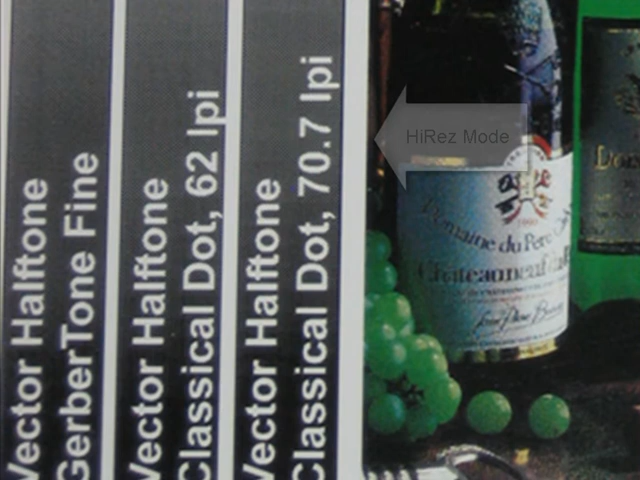 Vector Halftone
GerberTone Fine
Vector Halftone
Classical Dot, 62 lpi
Vector Halftone
Classical Dot, 70.7 lpi
HiRez Mode
Domaine du Pere
Chateauneuf